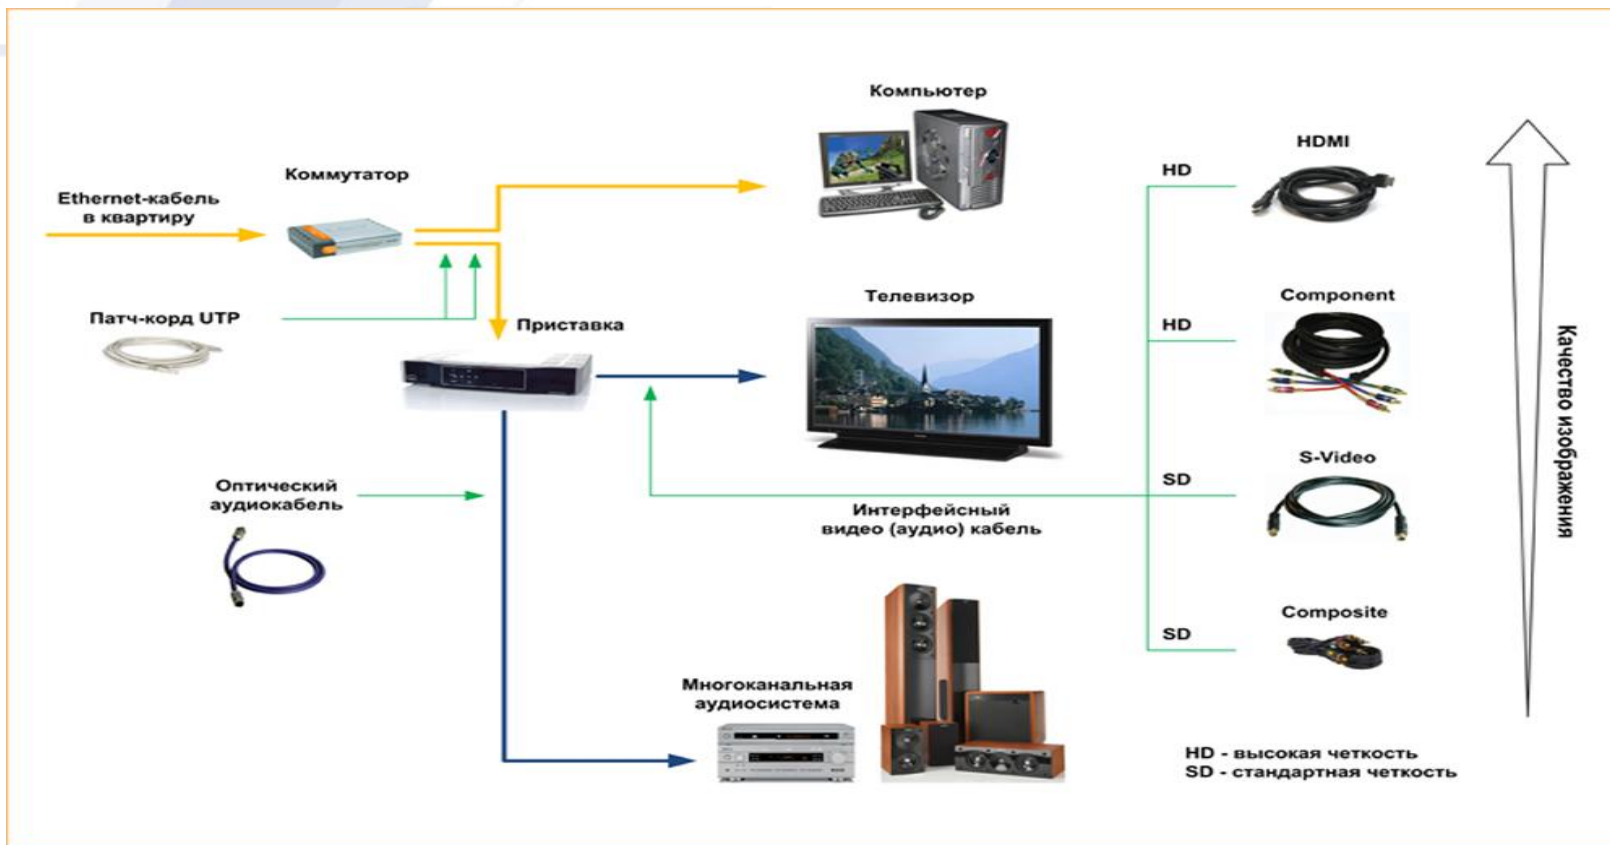 Компьютер
HDMI
HD
Коммутатор
Ethernet-кабель
в квартиру
Телевизор
Component
Патч-корд UTP
Приставка
HD
Качество изображения
S-Video
Оптический
аудиокабель
SD
Интерфейсный
видео (аудио) кабель
Composite
SD
Многоканальная
аудиосистема
HD - высокая четкость
SD - стандартная четкость